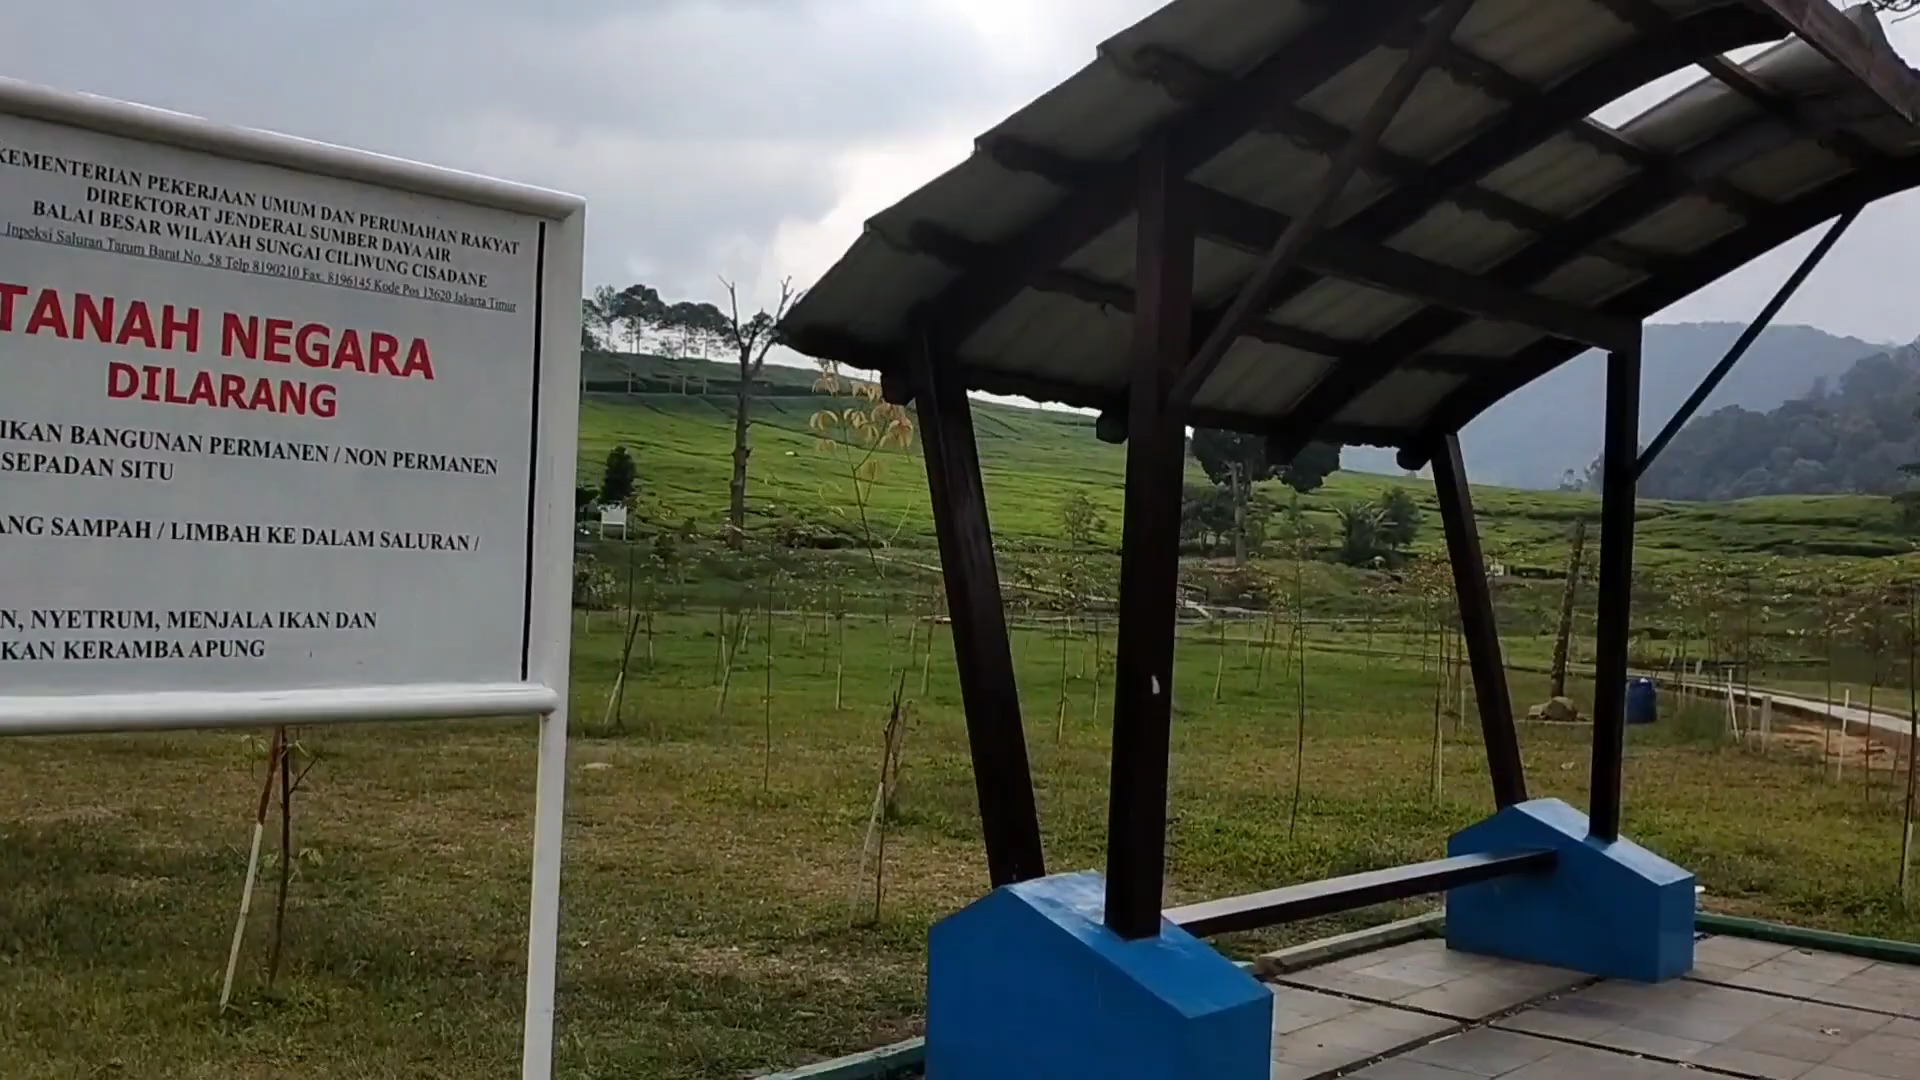 KEMENTERIAN PEKERJAAN UMUM DAN PERUMAHAN RAKYAT
DIREKTORAT JENDERAL SUMBER DAYA AIR
BALAI BESAR WILAYAH SUNGAI CILIWUNG CISADANE
Inpeksi Saluran Tarum Barat No. 58 Telp 8190210 Fax. 8196145 Kode Pos 13620 Jakarta Timur
TANAH NEGARA
DILARANG
IKAN BANGUNAN PERMANEN / NON PERMANEN
SEPADAN SITU
ANG SAMPAH / LIMBAH KE DALAM SALURAN /
N, NYETRUM, MENJALA IKAN DAN
KAN KERAMBA APUNG